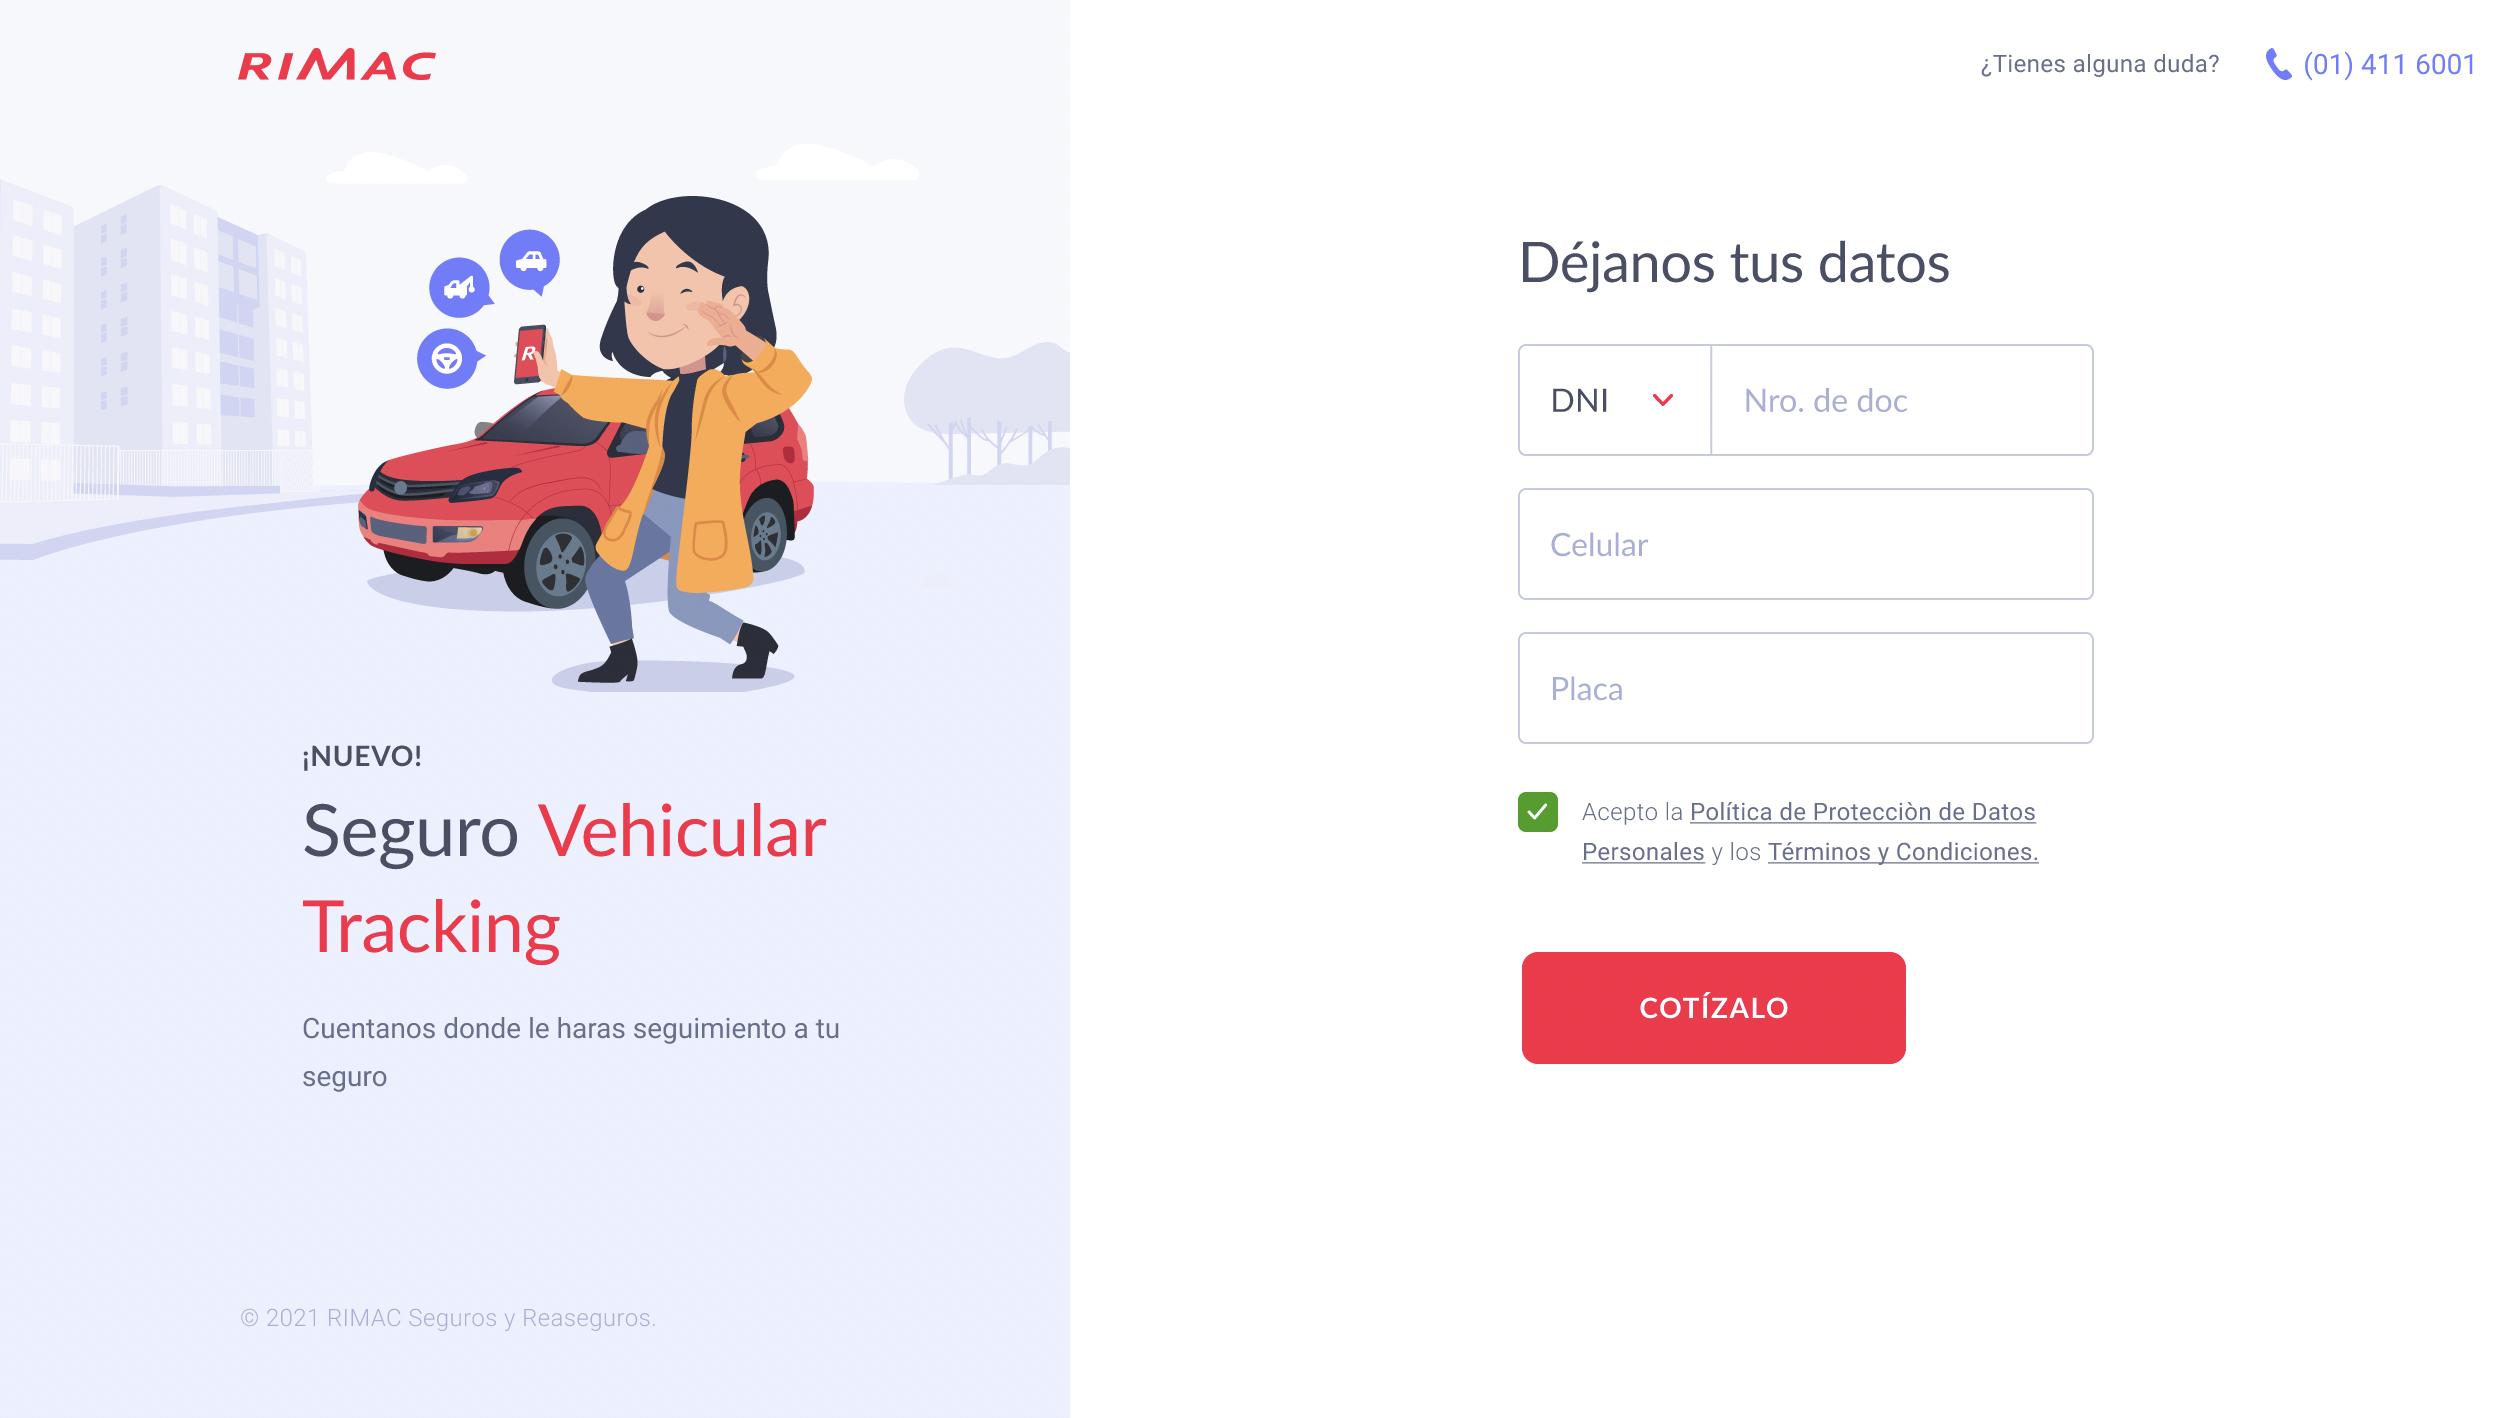 RIMAC
¿Tienes alguna duda?
(01) 411 6001
R
¡NUEVO!
Seguro Vehicular
Tracking
Cuentanos donde le haras seguimiento a tu
seguro
© 2021 RIMAC Seguros y Reaseguros.
Déjanos tus datos
DNI
Nro. de doc
Celular
Placa
Acepto la Política de Protecciòn de Datos
Personales y los Términos y Condiciones.
COTÍZALO